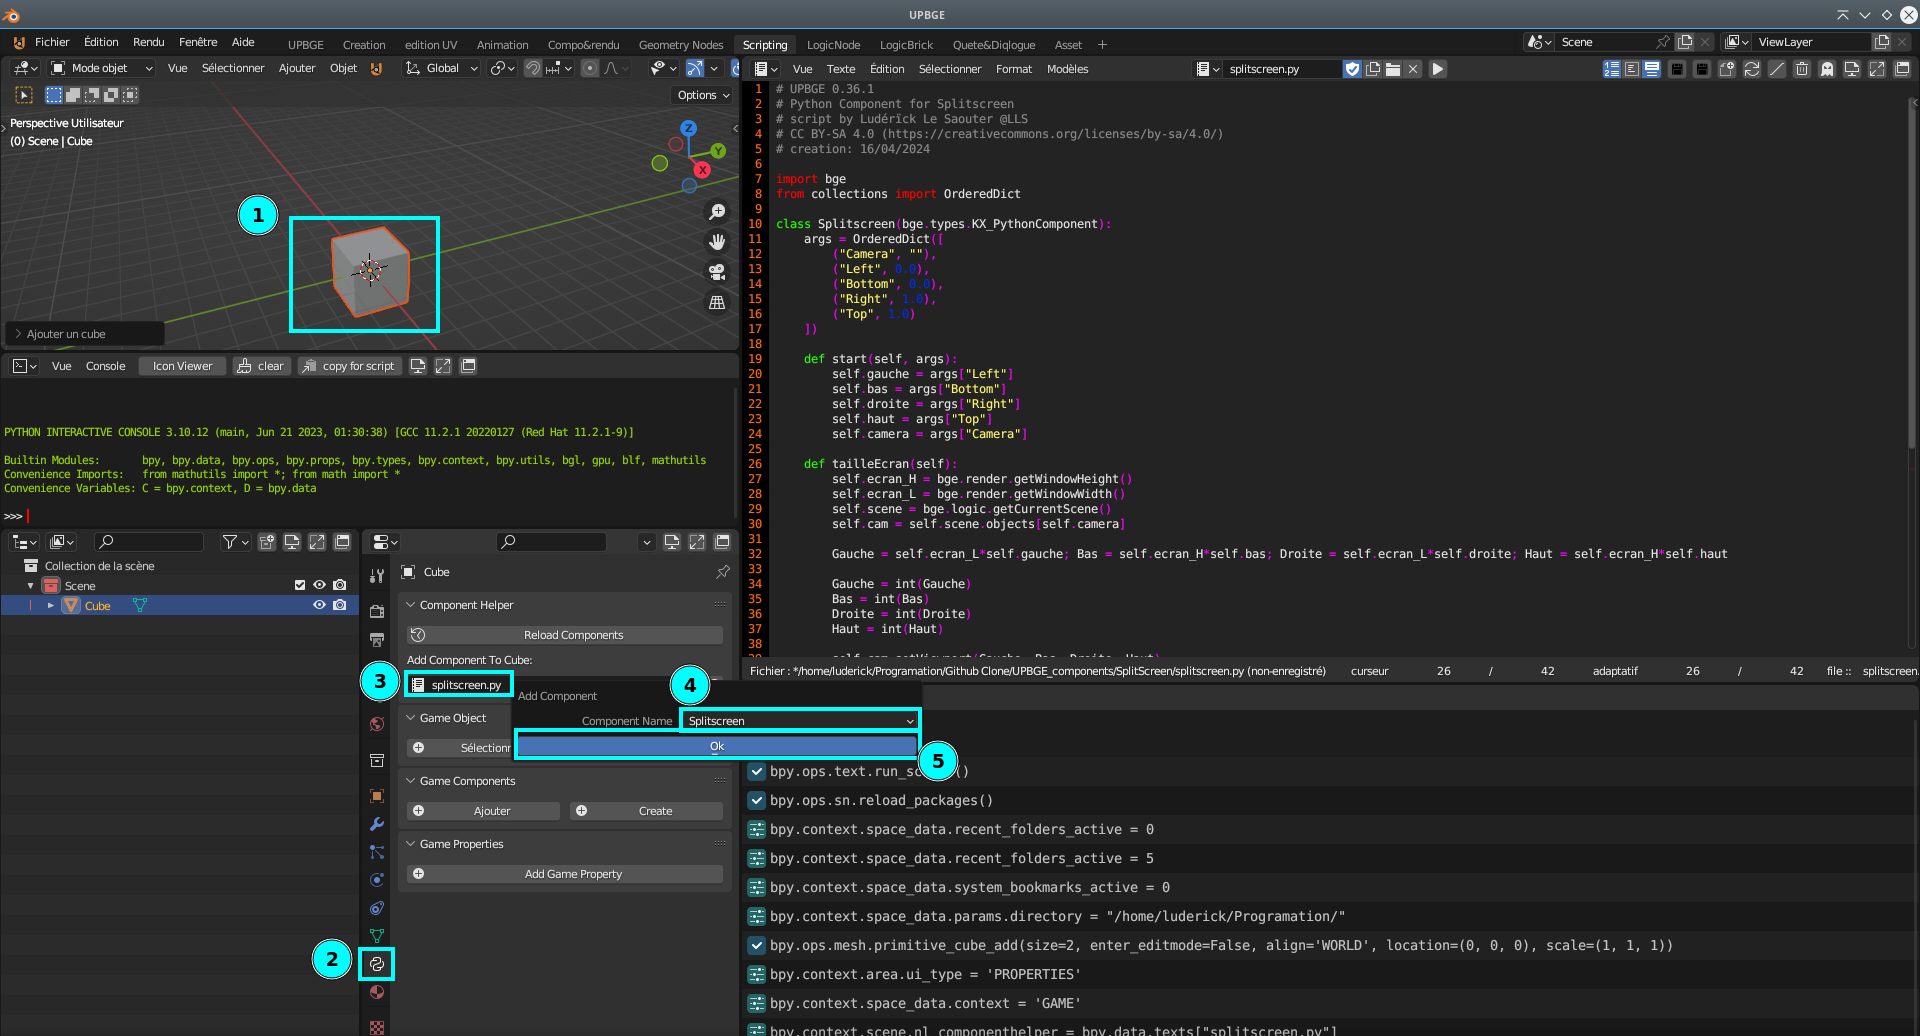 UPBGE
Fichier Édition Rendu Fenêtre Aide UPBGE Creation edition UV Animation Compo&rendu Geometry Nodes Scripting LogicNode LogicBrick Quete&Diqlogue Asset Scene ViewLayer
Mode objet Vue Sélectionner Ajouter Objet Global
Options
Perspective Utilisateur
(0) Scene | Cube
Z
Y
X
1
Ajouter un cube
Vue Console Icon Viewer clear copy for script
PYTHON INTERACTIVE CONSOLE 3.10.12 (main, Jun 21 2023, 01:30:38) [GCC 11.2.1 20220127 (Red Hat 11.2.1-9)]
Builtin Modules: bpy, bpy.data, bpy.ops, bpy.props, bpy.types, bpy.context, bpy.utils, bgl, gpu, blf, mathutils
Convenience Imports: from mathutils import *; from math import *
Convenience Variables: C = bpy.context, D = bpy.data
>>>
Collection de la scène
Scene
Cube
Cube
Component Helper
Reload Components
Add Component To Cube:
3
splitscreen.py
4
Add Component
Component Name Splitscreen
Ok
5
Game Object
Sélectionn
Game Components
Ajouter Create
Game Properties
Add Game Property
2
Vue Texte Édition Sélectionner Format Modèles splitscreen.py
1 # UPBGE 0.36.1
2 # Python Component for Splitscreen
3 # script by Ludérïck Le Saouter @LLS
4 # CC BY-SA 4.0 (https://creativecommons.org/licenses/by-sa/4.0/)
5 # creation: 16/04/2024
6
7 import bge
8 from collections import OrderedDict
9
10 class Splitscreen(bge.types.KX_PythonComponent):
11 args = OrderedDict([
12 ("Camera", ""),
13 ("Left", 0.0),
14 ("Bottom", 0.0),
15 ("Right", 1.0),
16 ("Top", 1.0)
17 ])
18
19 def start(self, args):
20 self.gauche = args["Left"]
21 self.bas = args["Bottom"]
22 self.droite = args["Right"]
23 self.haut = args["Top"]
24 self.camera = args["Camera"]
25
26 def tailleEcran(self):
27 self.ecran_H = bge.render.getWindowHeight()
28 self.ecran_L = bge.render.getWindowWidth()
29 self.scene = bge.logic.getCurrentScene()
30 self.cam = self.scene.objects[self.camera]
31
32 Gauche = self.ecran_L*self.gauche; Bas = self.ecran_H*self.bas; Droite = self.ecran_L*self.droite; Haut = self.ecran_H*self.haut
33
34 Gauche = int(Gauche)
35 Bas = int(Bas)
36 Droite = int(Droite)
37 Haut = int(Haut)
38
39 self.cam.setViewport(Gauche, Bas, Droite, Haut)
Fichier : */home/luderick/Programation/Github Clone/UPBGE_components/SplitScreen/splitscreen.py (non-enregistré) curseur 26 / 42 adaptatif 26 / 42 file :: splitscreen.
bpy.ops.text.run_sc ()
bpy.ops.sn.reload_packages()
bpy.context.space_data.recent_folders_active = 0
bpy.context.space_data.recent_folders_active = 5
bpy.context.space_data.system_bookmarks_active = 0
bpy.context.space_data.params.directory = "/home/luderick/Programation/"
bpy.ops.mesh.primitive_cube_add(size=2, enter_editmode=False, align='WORLD', location=(0, 0, 0), scale=(1, 1, 1))
bpy.context.area.ui_type = 'PROPERTIES'
bpy.context.space_data.context = 'GAME'
bpy.context.scene.nl_componenthelper = bpy.data.texts["splitscreen.py"]